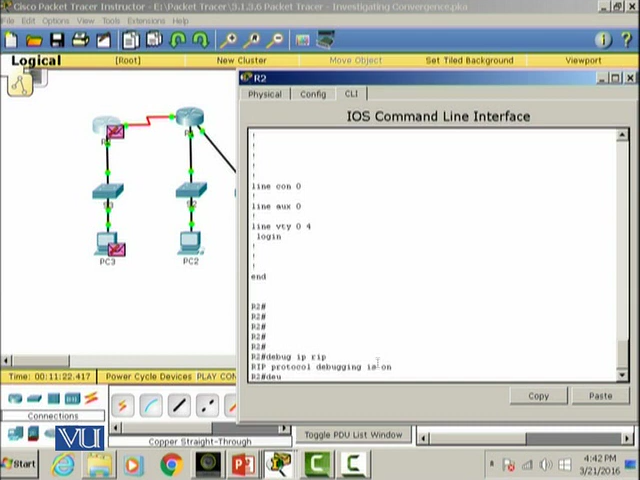 Cisco Packet Tracer Instructor - E:\Packet Tracer\3.1.3.6 Packet Tracer - Investigating Convergence.pka
File Edit Options View Tools Extensions Help
Logical
[Root]
New Cluster
Move Object
Set Tiled Background
Viewport
R2
Physical
Config
CLI
IOS Command Line Interface
!
!
!
!
!
line con 0
!
line aux 0
!
line vty 0 4
login
!
!
!
end
R2#
R2#
R2#
R2#
R2#
R2#debug ip rip
RIP protocol debugging is on
R2#deu
Copy
Paste
PC3
PC2
Time: 00:11:22.417
Power Cycle Devices PLAY CON
Connections
Copper Straight-Through
Toggle PDU List Window
VU
Start
4:42 PM
3/21/2016